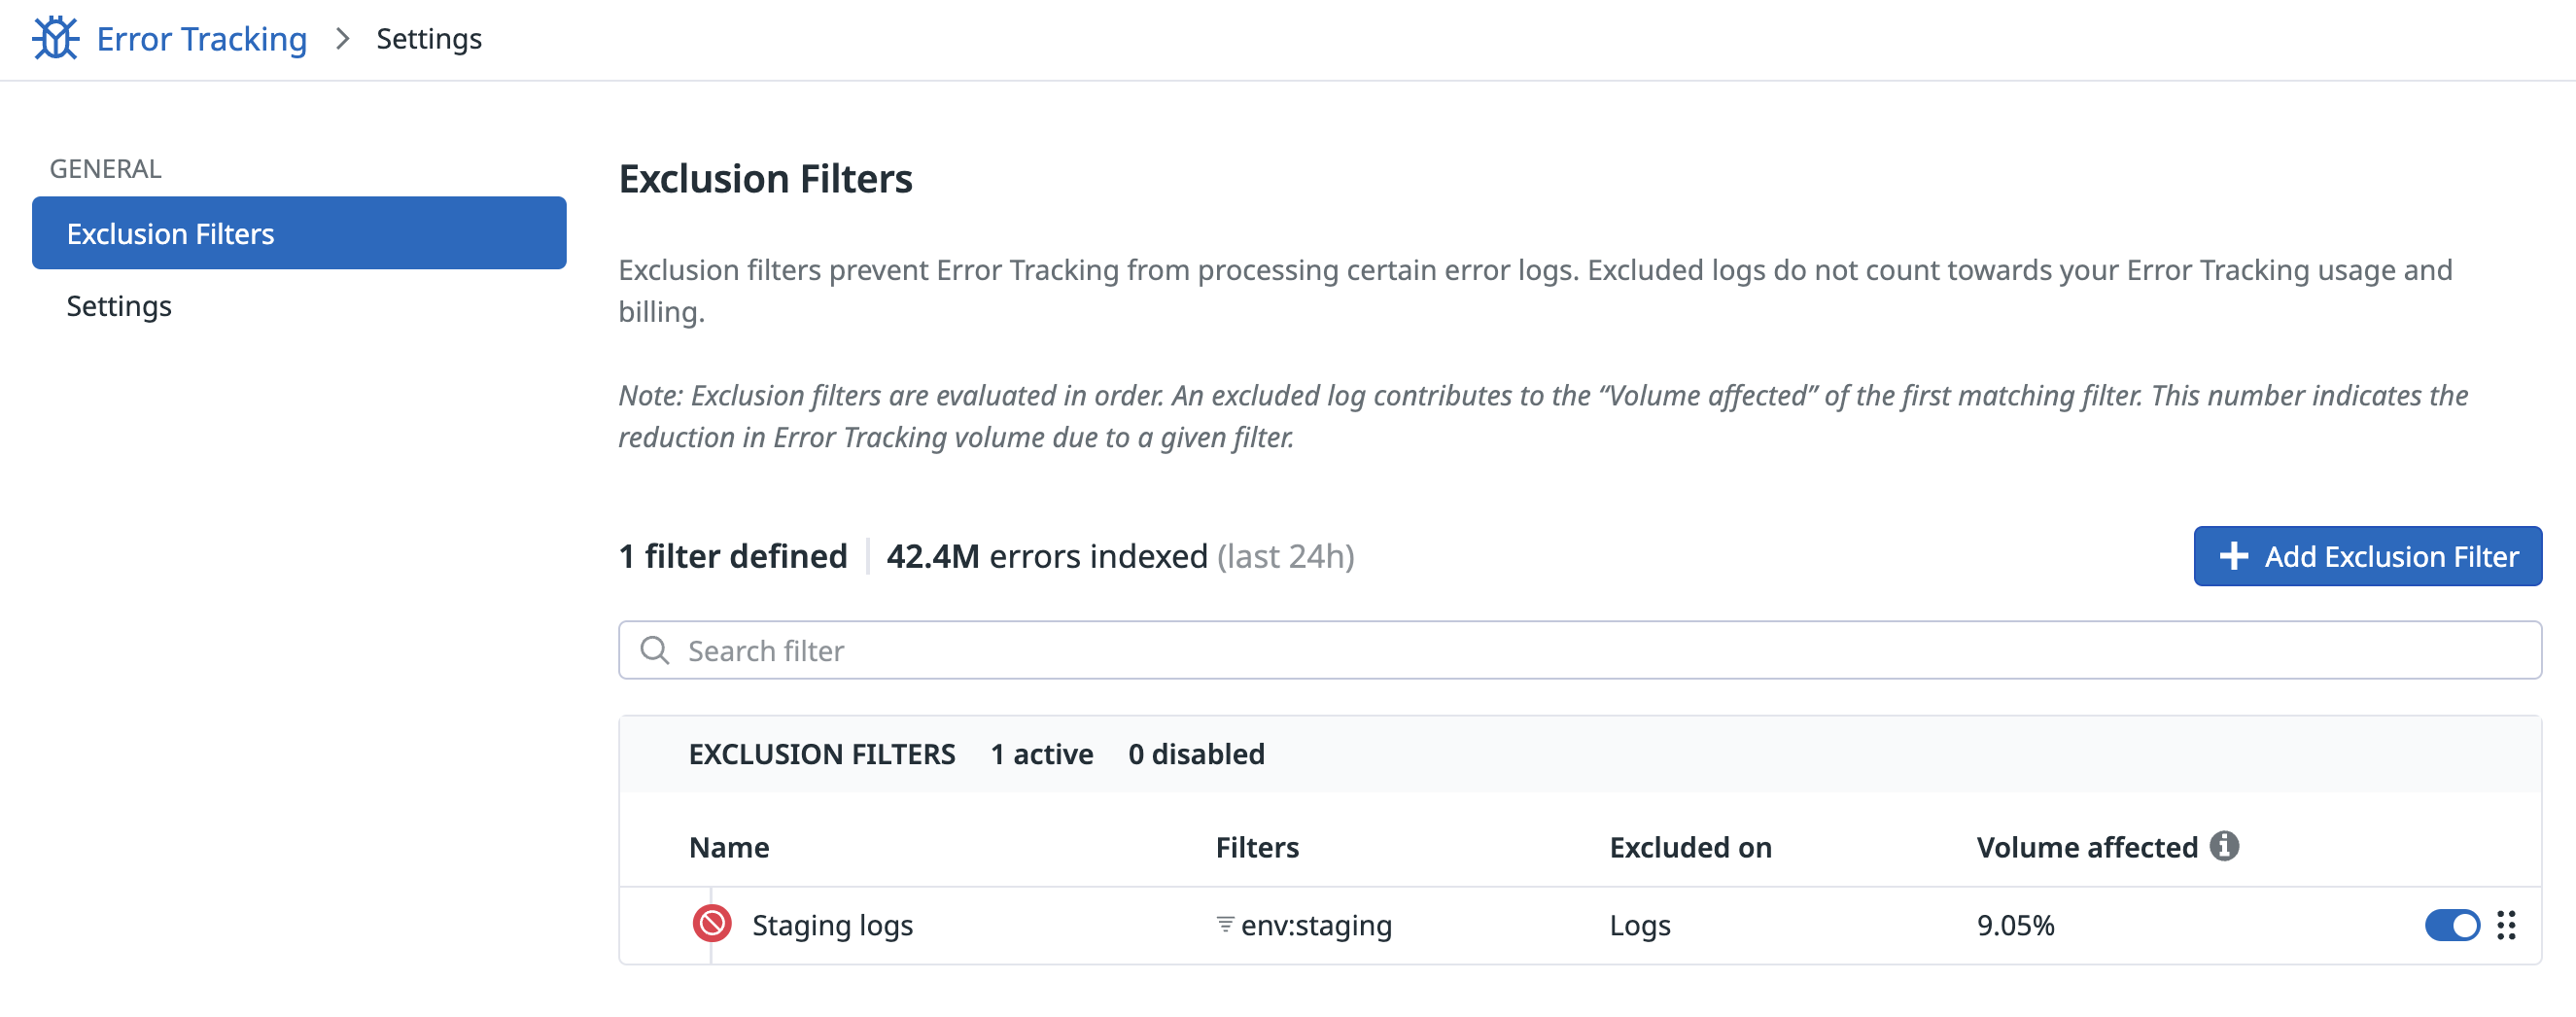 Error Tracking > Settings
GENERAL
Exclusion Filters
Settings
Exclusion Filters
Exclusion filters prevent Error Tracking from processing certain error logs. Excluded logs do not count towards your Error Tracking usage and
billing.
Note: Exclusion filters are evaluated in order. An excluded log contributes to the “Volume affected” of the first matching filter. This number indicates the
reduction in Error Tracking volume due to a given filter.
1 filter defined 42.4M errors indexed (last 24h)
+ Add Exclusion Filter
Search filter
EXCLUSION FILTERS 1 active 0 disabled
Name Filters Excluded on Volume affected
Staging logs env:staging Logs 9.05%